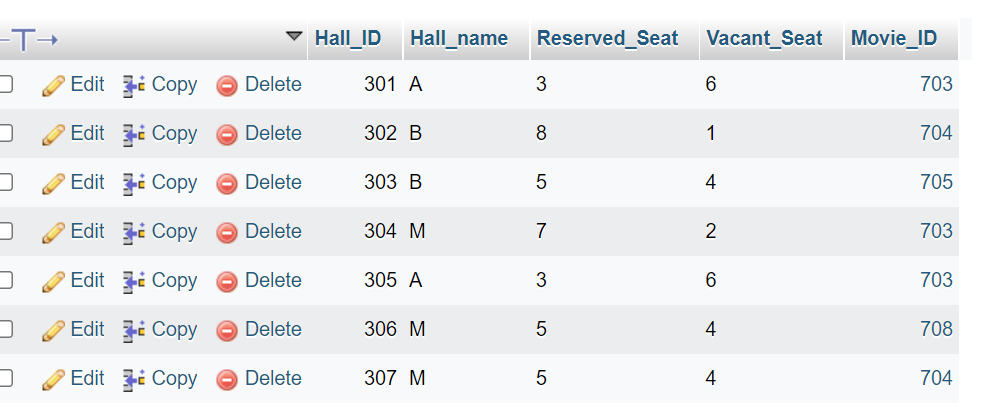 Hall_ID Hall_name Reserved_Seat Vacant_Seat Movie_ID
Edit Copy Delete 301 A 3 6 703
Edit Copy Delete 302 B 8 1 704
Edit Copy Delete 303 B 5 4 705
Edit Copy Delete 304 M 7 2 703
Edit Copy Delete 305 A 3 6 703
Edit Copy Delete 306 M 5 4 708
Edit Copy Delete 307 M 5 4 704